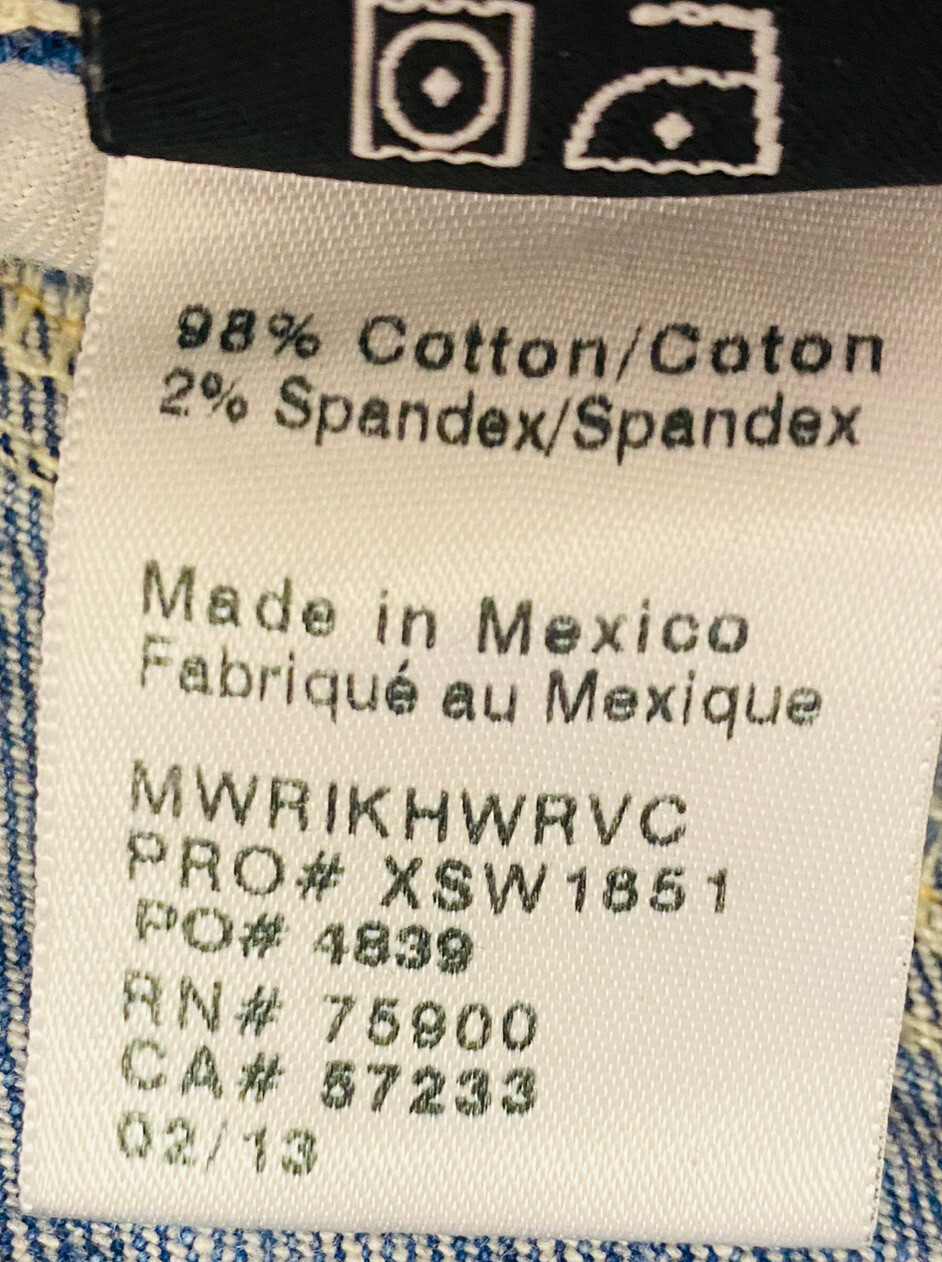 98% Cotton/Coton
2% Spandex/Spandex
Made in Mexico
Fabriqué au Mexique
MWRIKHWRVC
PRO# XSW1851
PO# 4839
RN# 75900
CA# 57233
02/13